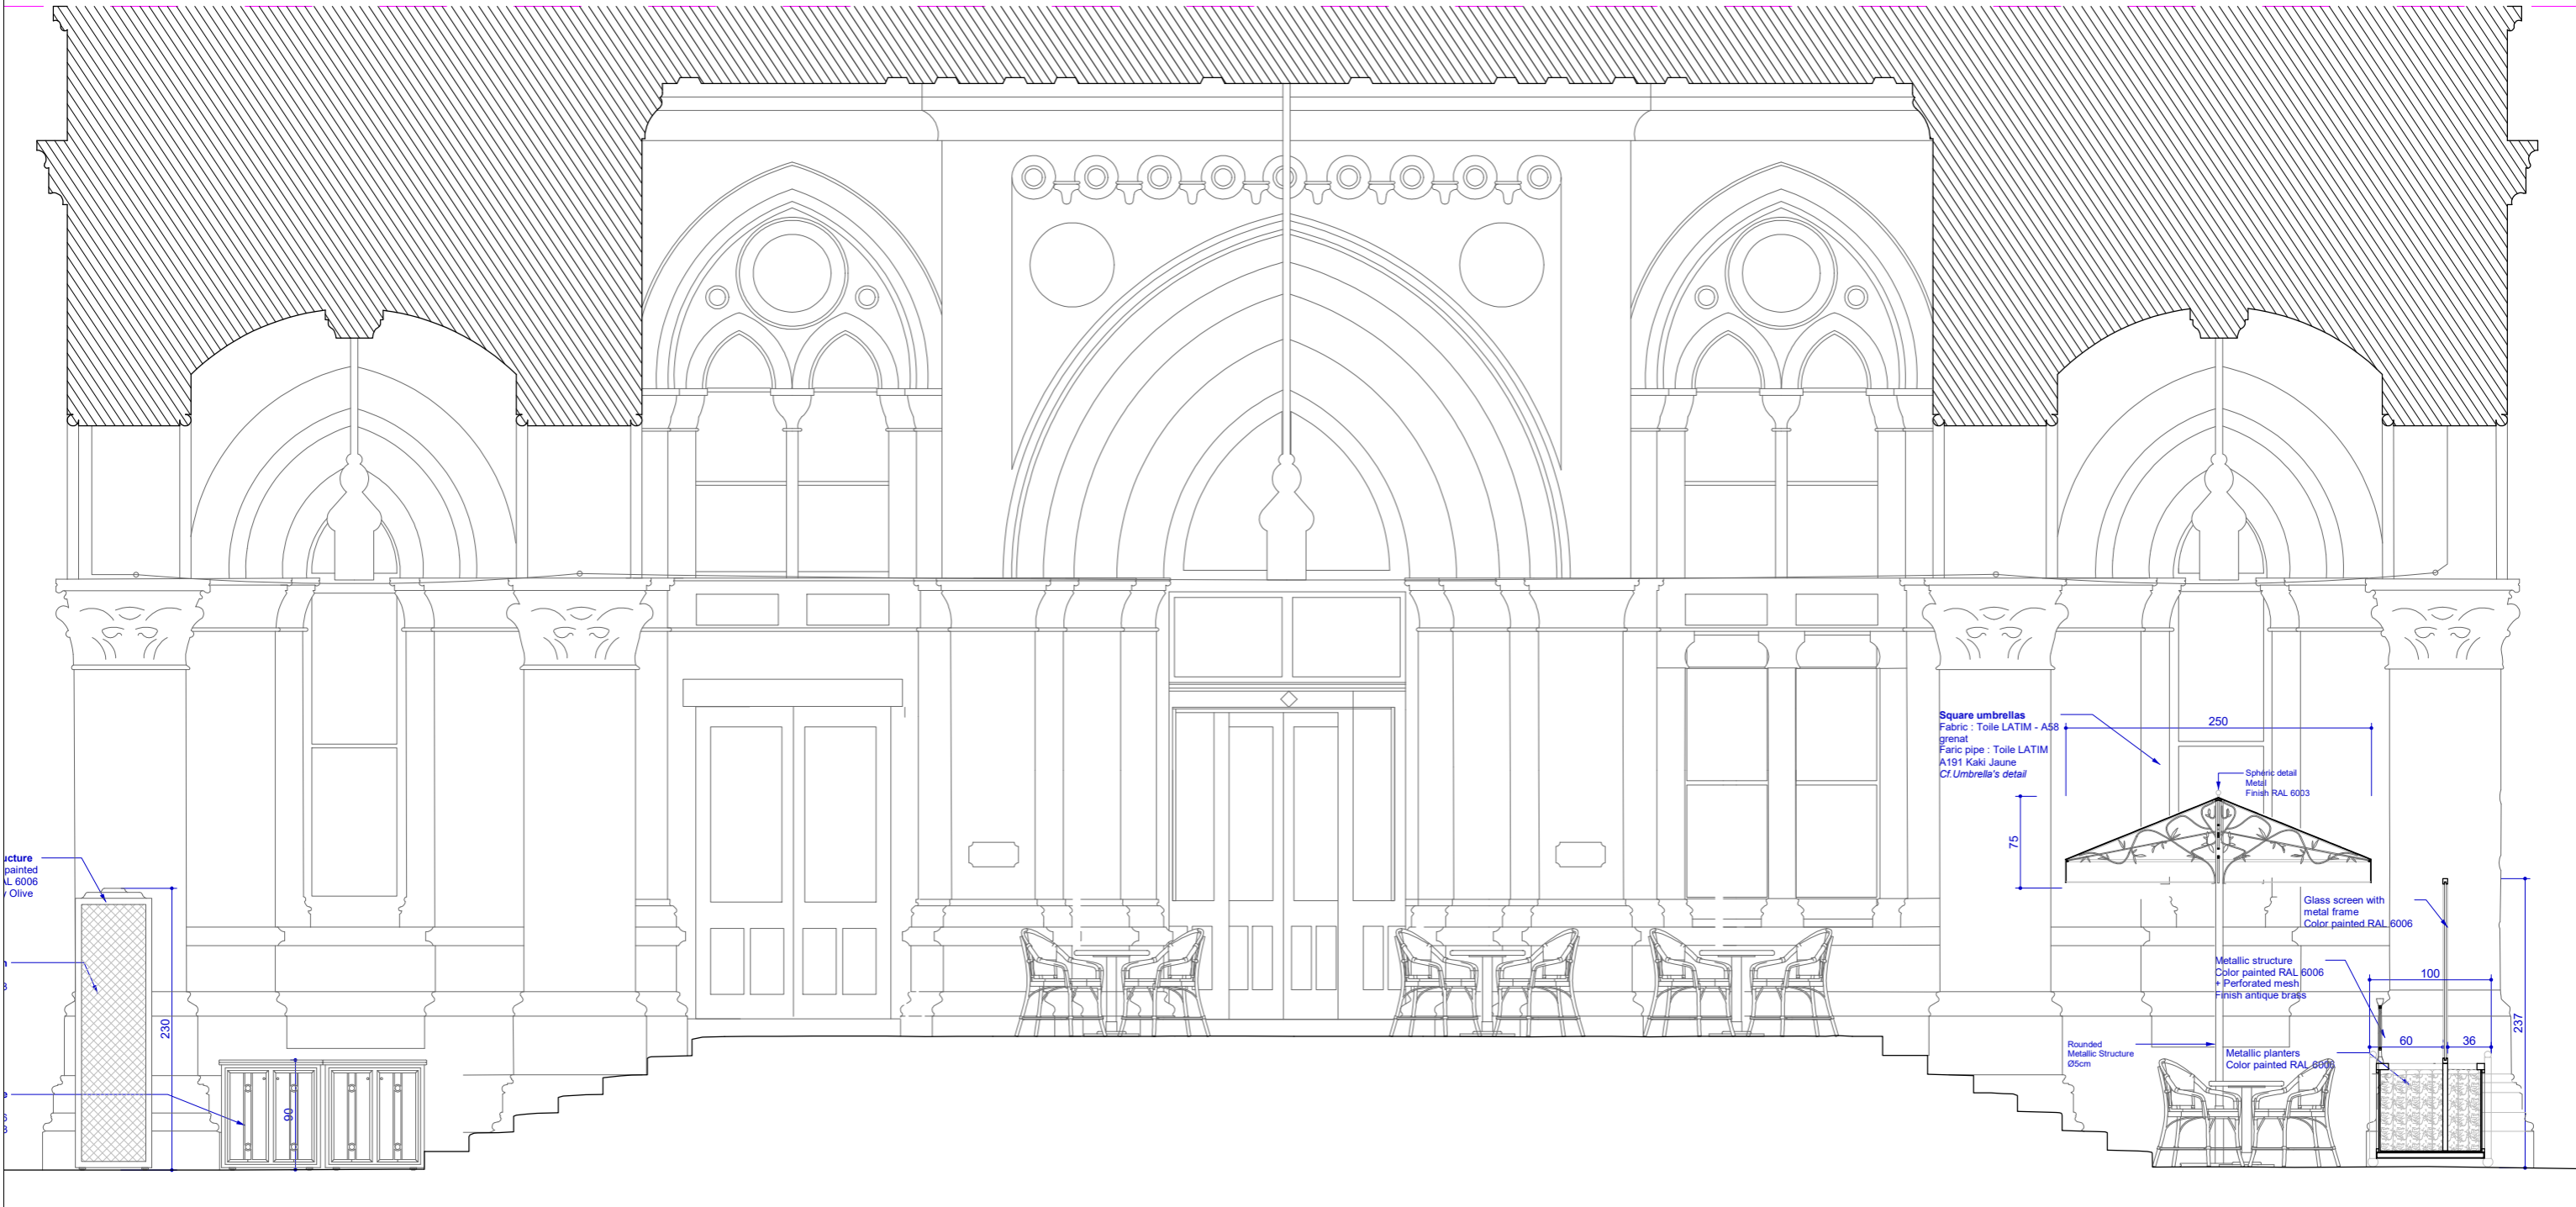 Square umbrellas
Fabric : Toile LATIM - A58
grenat
Faric pipe : Toile LATIM
A191 Kaki Jaune
Cf.Umbrella's detail
250
Spheric detail
Metal
Finish RAL 6003
75
ucture
painted
AL 6006
/ Olive
230
90
Glass screen with
metal frame
Color painted RAL 6006
Metallic structure
Color painted RAL 6006
+ Perforated mesh
Finish antique brass
100
237
60
36
Rounded
Metallic Structure
Ø5cm
Metallic planters
Color painted RAL 6006